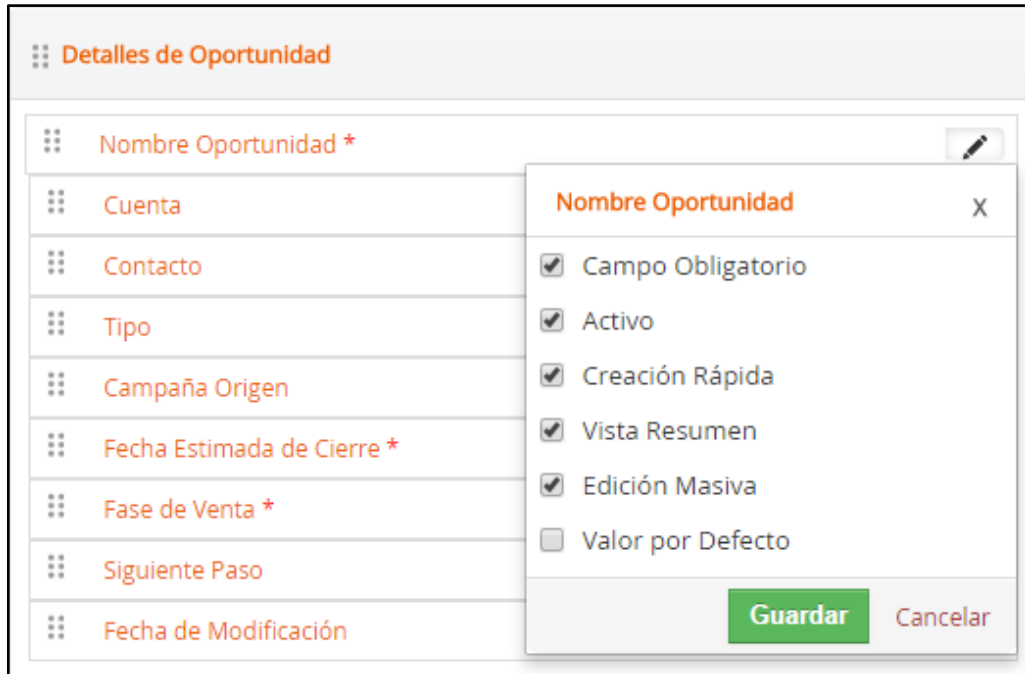 Detalles de Oportunidad
Nombre Oportunidad *
Cuenta
Contacto
Tipo
Campaña Origen
Fecha Estimada de Cierre *
Fase de Venta *
Siguiente Paso
Fecha de Modificación
Nombre Oportunidad X
Campo Obligatorio
Activo
Creación Rápida
Vista Resumen
Edición Masiva
Valor por Defecto
Guardar Cancelar